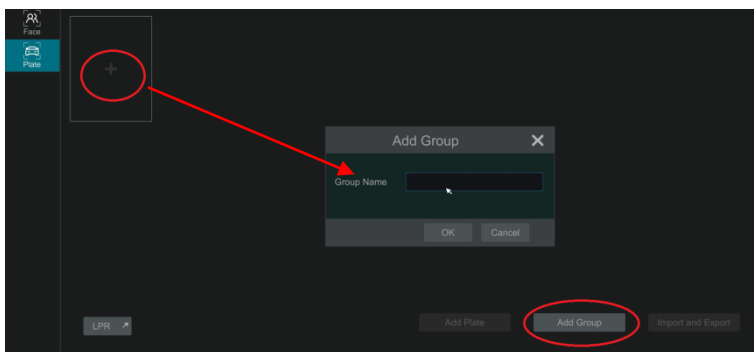 Face
Plate
Add Group
Group Name
OK Cancel
LPR
Add Plate Add Group Import and Export